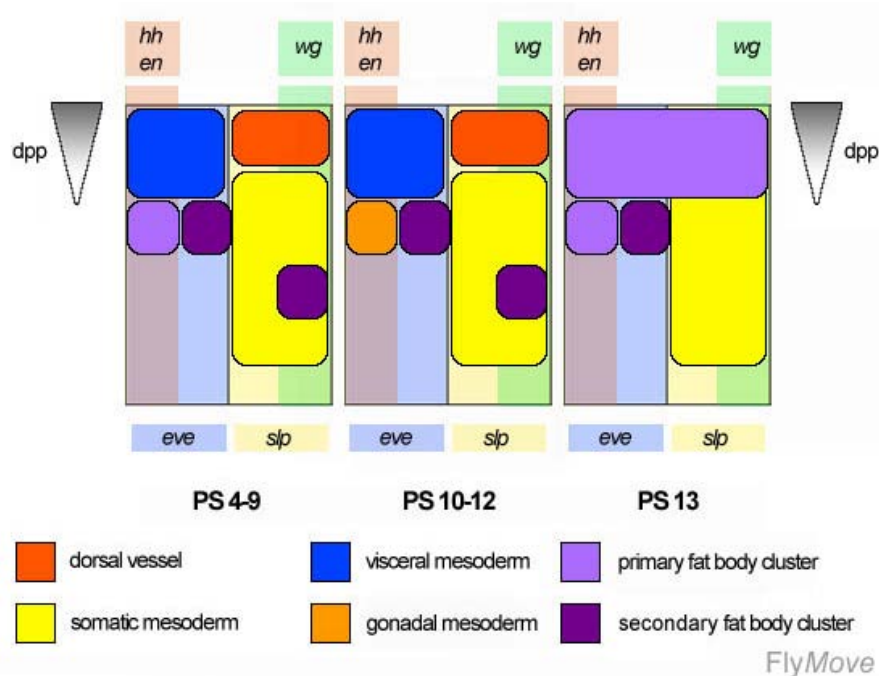 hh
en
wg
hh
en
wg
hh
en
wg
dpp
dpp
eve
slp
eve
slp
eve
slp
PS 4-9
PS 10-12
PS 13
dorsal vessel
visceral mesoderm
primary fat body cluster
somatic mesoderm
gonadal mesoderm
secondary fat body cluster
FlyMove